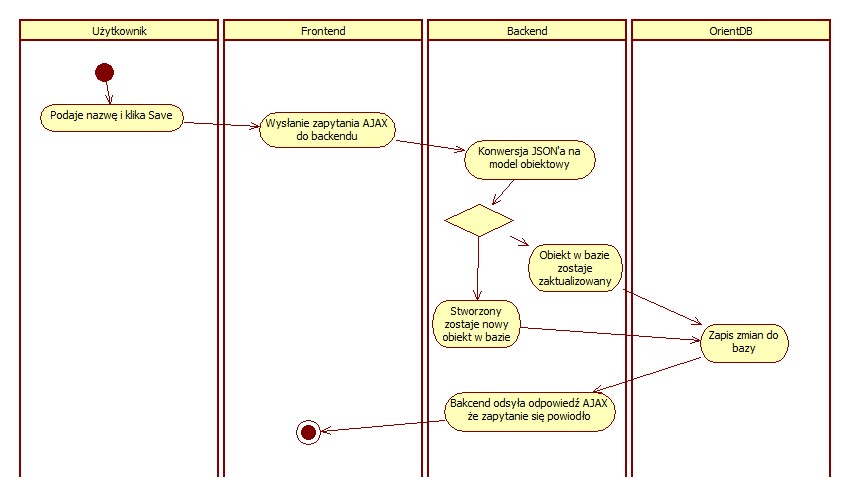 Użytkownik
Frontend
Backend
OrientDB
Podaje nazwę i klika Save
Wysłanie zapytania AJAX
do backendu
Konwersja JSON'a na
model obiektowy
Obiekt w bazie
zostaje
zaktualizowany
Stworzony
zostaje nowy
obiekt w bazie
Zapis zmian do
bazy
Bakcend odsyła odpowiedź AJAX
że zapytanie się powiodło